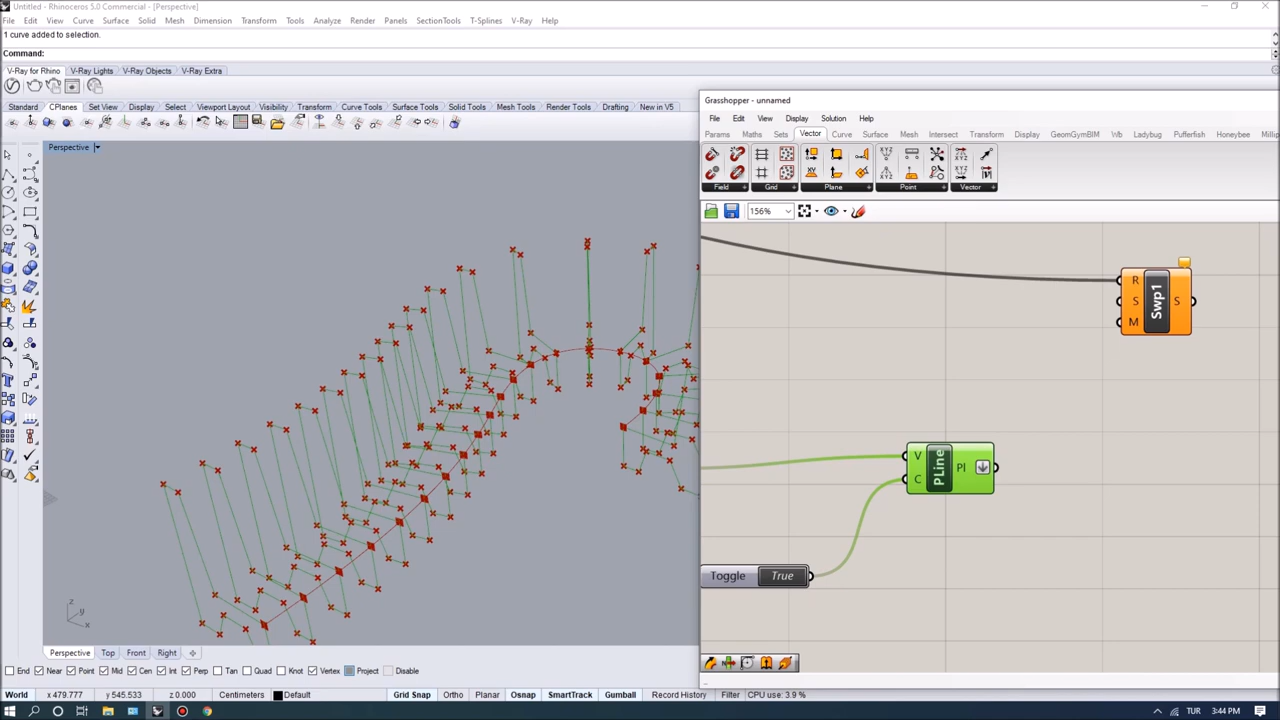 Untitled - Rhinoceros 5.0 Commercial - [Perspective]
File Edit View Curve Surface Solid Mesh Dimension Transform Tools Analyze Render Panels SectionTools T-Splines V-Ray Help
1 curve added to selection.
Command:
V-Ray for Rhino V-Ray Lights V-Ray Objects V-Ray Extra
Standard CPlanes Set View Display Select Viewport Layout Visibility Transform Curve Tools Surface Tools Solid Tools Mesh Tools Render Tools Drafting New in V5
Perspective
Grasshopper - unnamed
File Edit View Display Solution Help
Params Maths Sets Vector Curve Surface Mesh Intersect Transform Display GeomGymBIM Wb Ladybug Pufferfish Honeybee Milli
Field Grid Plane Point Vector
156%
R
S
M
Swp1
S
V
C
PLine
Pl
Toggle True
z
y
x
Perspective Top Front Right
End Near Point Mid Cen Int Perp Tan Quad Knot Vertex Project Disable
World x 479.777 y 545.533 z 0.000 Centimeters Default Grid Snap Ortho Planar Osnap SmartTrack Gumball Record History Filter CPU use: 3.9 %
TUR 3:44 PM